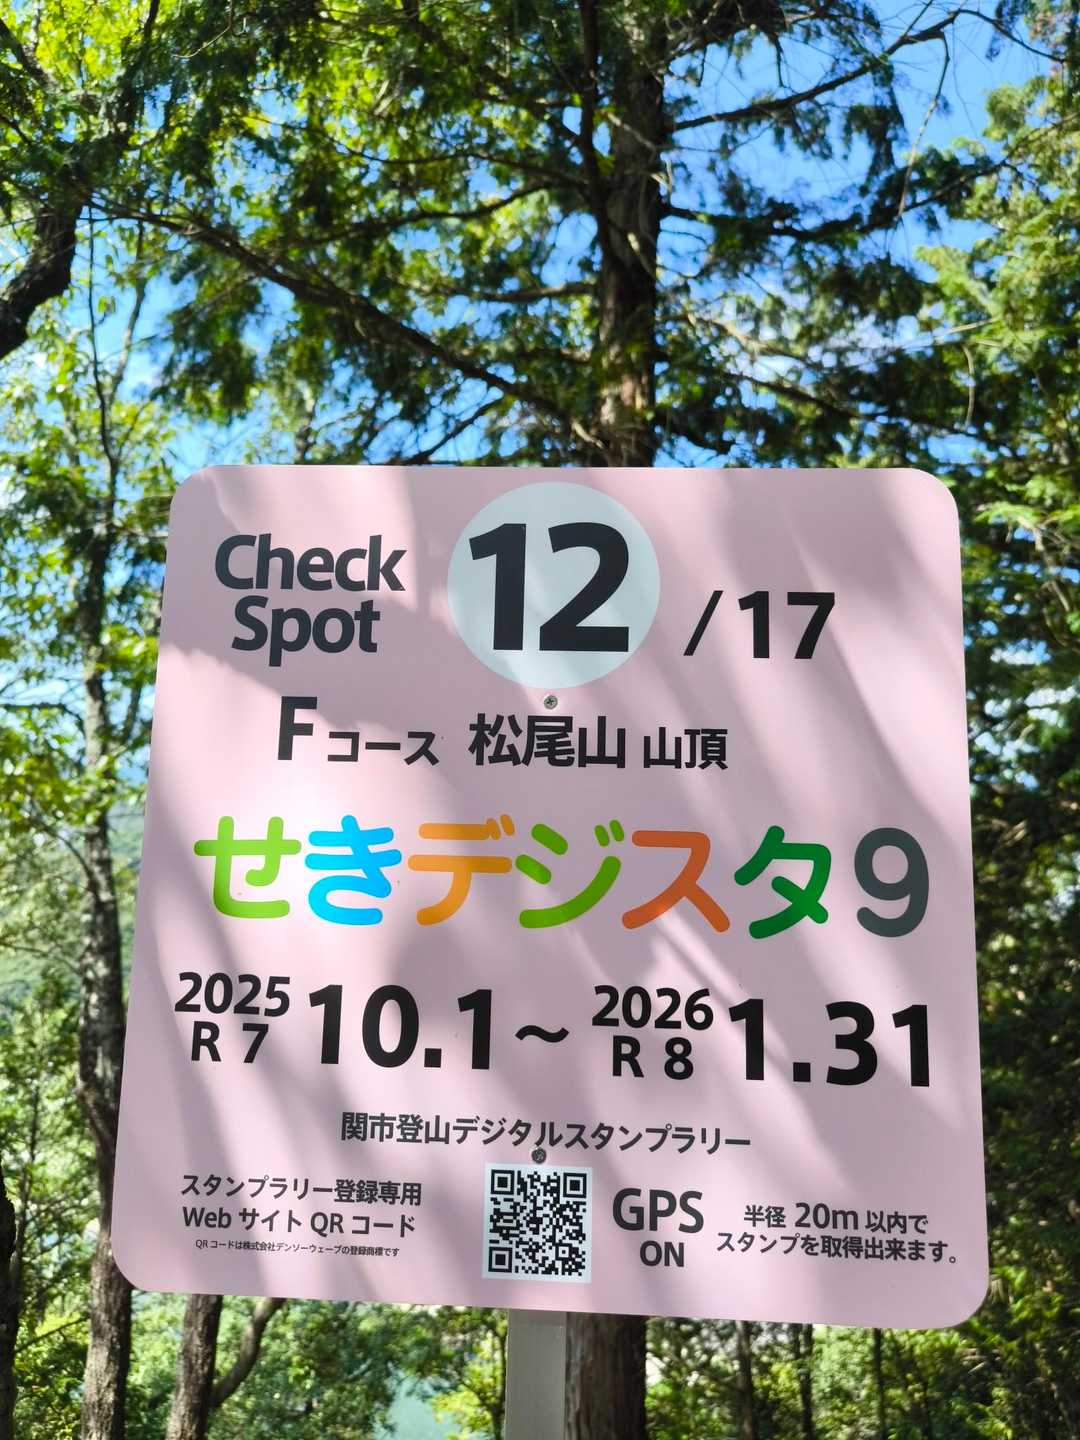 Check
Spot
12 / 17
Fコース 松尾山 山頂
せきデジスタ9
2025
R 7
10.1～
2026
R 8
1.31
関市登山デジタルスタンプラリー
スタンプラリー登録専用
Web サイト QR コード
QR コードは株式会社デンソーウェーブの登録商標です
GPS
ON
半径 20m 以内で
スタンプを取得出来ます。